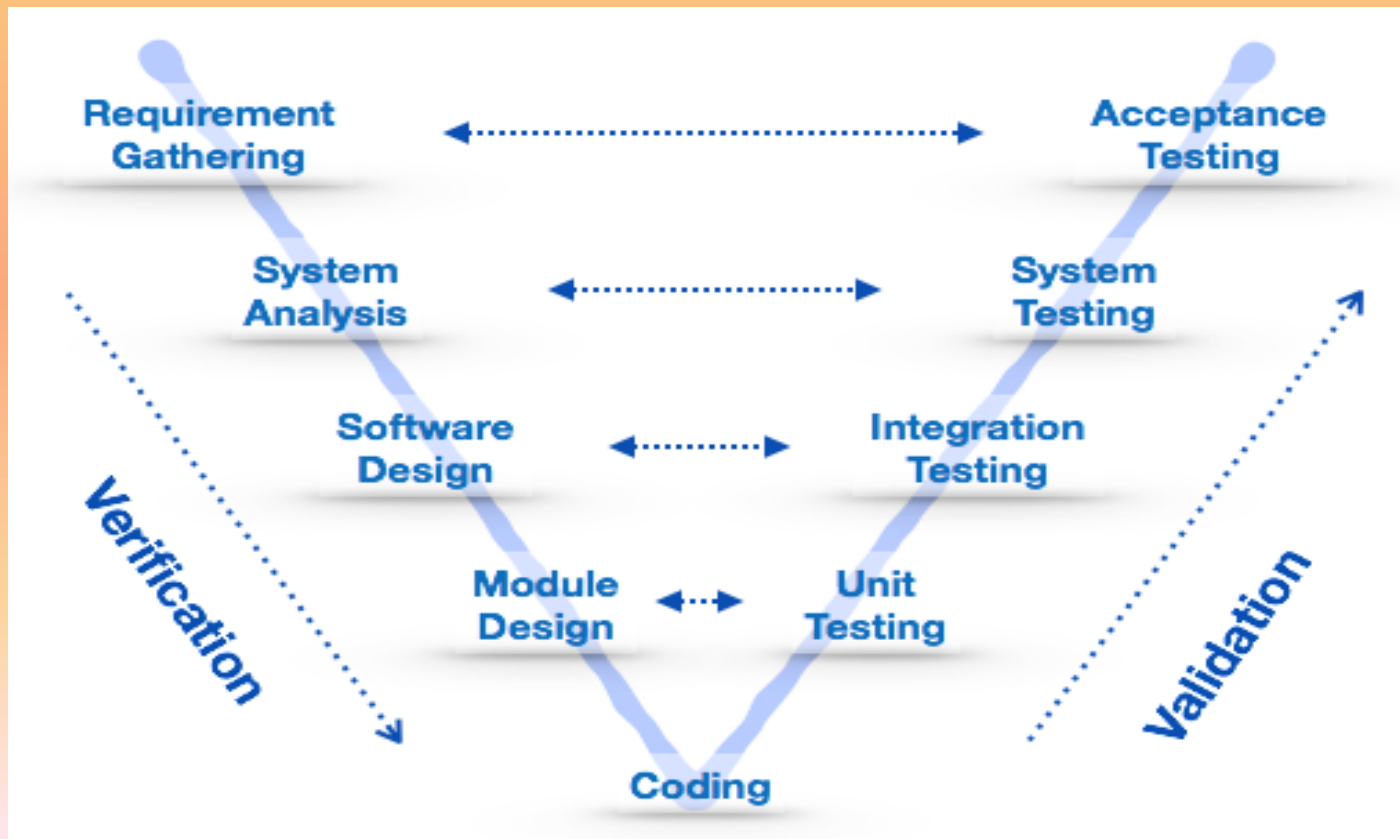 Requirement
Gathering
Acceptance
Testing
System
Analysis
System
Testing
Software
Design
Integration
Testing
Module
Design
Unit
Testing
Coding
Verification
Validation